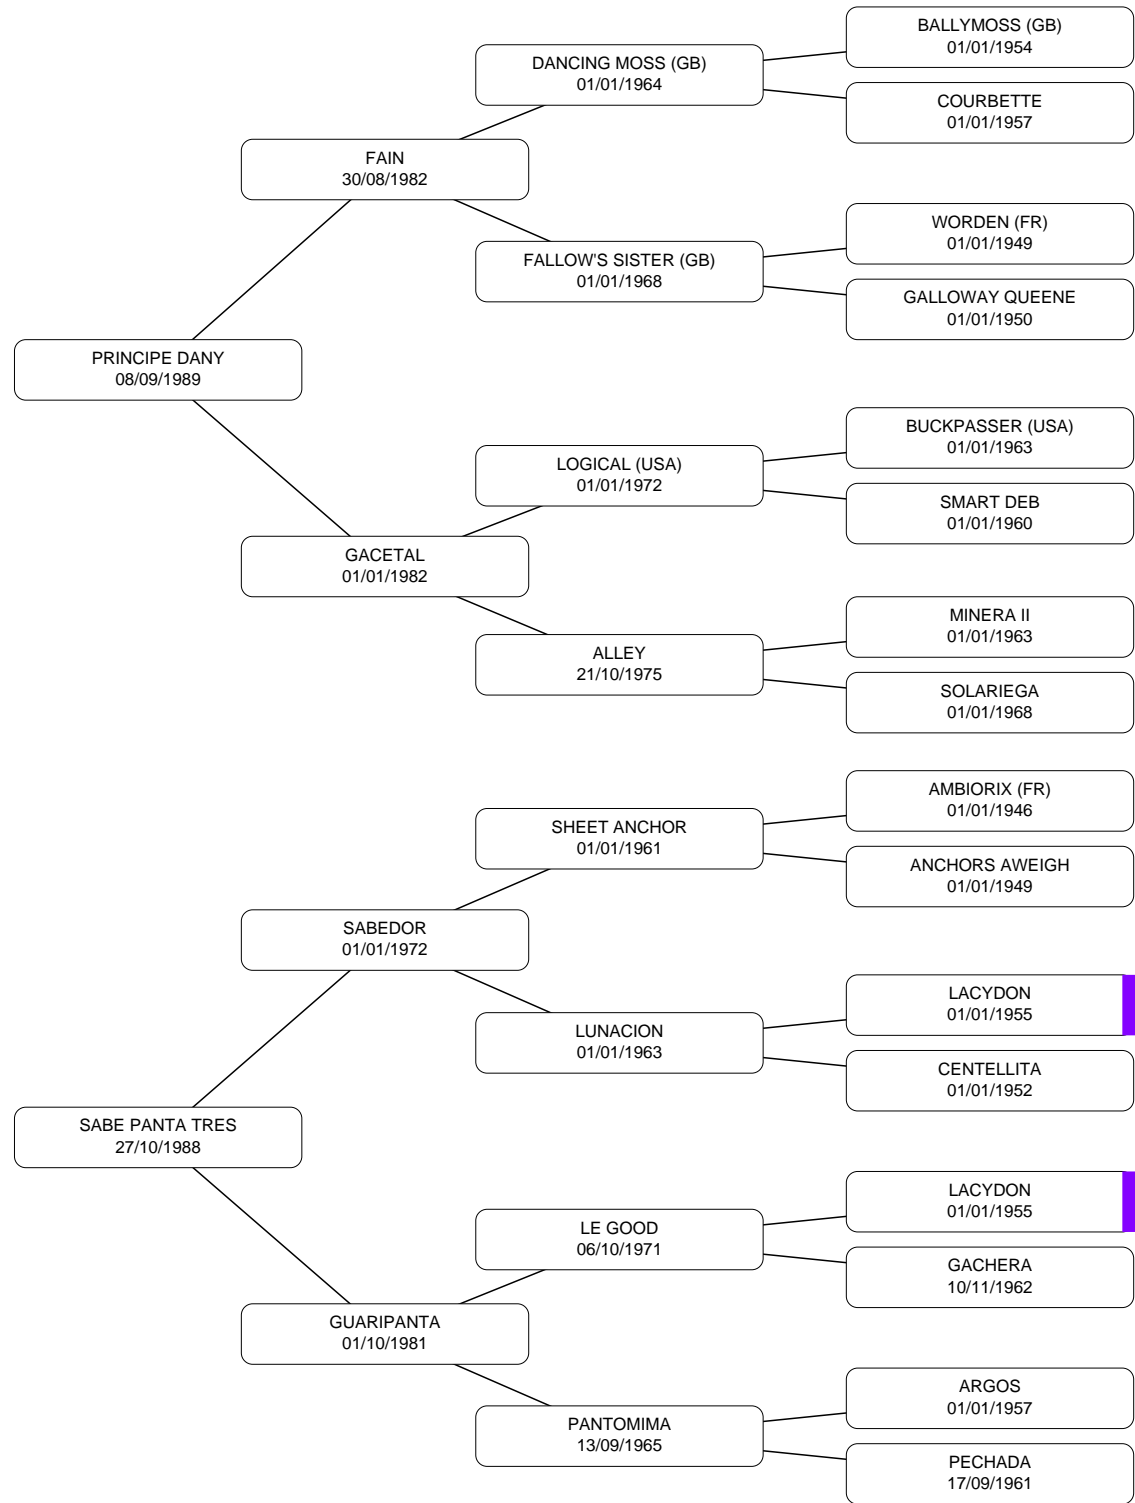 BALLYMOSS (GB)
01/01/1954
DANCING MOSS (GB)
01/01/1964
COURBETTE
01/01/1957
FAIN
30/08/1982
WORDEN (FR)
01/01/1949
FALLOW'S SISTER (GB)
01/01/1968
GALLOWAY QUEENE
01/01/1950
PRINCIPE DANY
08/09/1989
BUCKPASSER (USA)
01/01/1963
LOGICAL (USA)
01/01/1972
SMART DEB
01/01/1960
GACETAL
01/01/1982
MINERA II
01/01/1963
ALLEY
21/10/1975
SOLARIEGA
01/01/1968
AMBIORIX (FR)
01/01/1946
SHEET ANCHOR
01/01/1961
ANCHORS AWEIGH
01/01/1949
SABEDOR
01/01/1972
LACYDON
01/01/1955
LUNACION
01/01/1963
CENTELLITA
01/01/1952
SABE PANTA TRES
27/10/1988
LACYDON
01/01/1955
LE GOOD
06/10/1971
GACHERA
10/11/1962
GUARIPANTA
01/10/1981
ARGOS
01/01/1957
PANTOMIMA
13/09/1965
PECHADA
17/09/1961